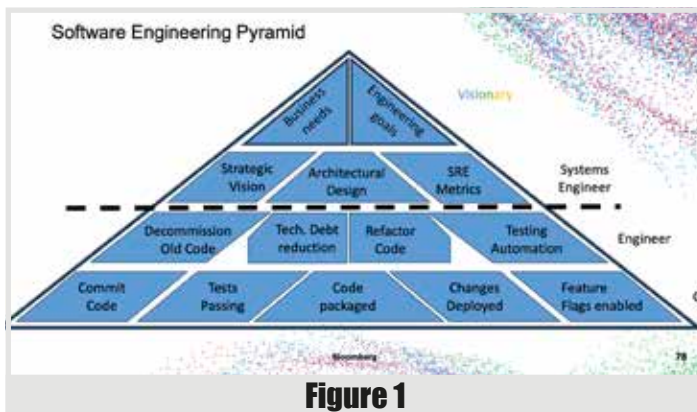 Software Engineering Pyramid
Business
needs
Engineering
goals
Visionary
Strategic
Vision
Architectural
Design
SRE
Metrics
Systems
Engineer
Decommission
Old Code
Tech. Debt
reduction
Refactor
Code
Testing
Automation
Engineer
Commit
Code
Tests
Passing
Code
packaged
Changes
Deployed
Feature
Flags enabled
Bloomberg
78
Figure 1